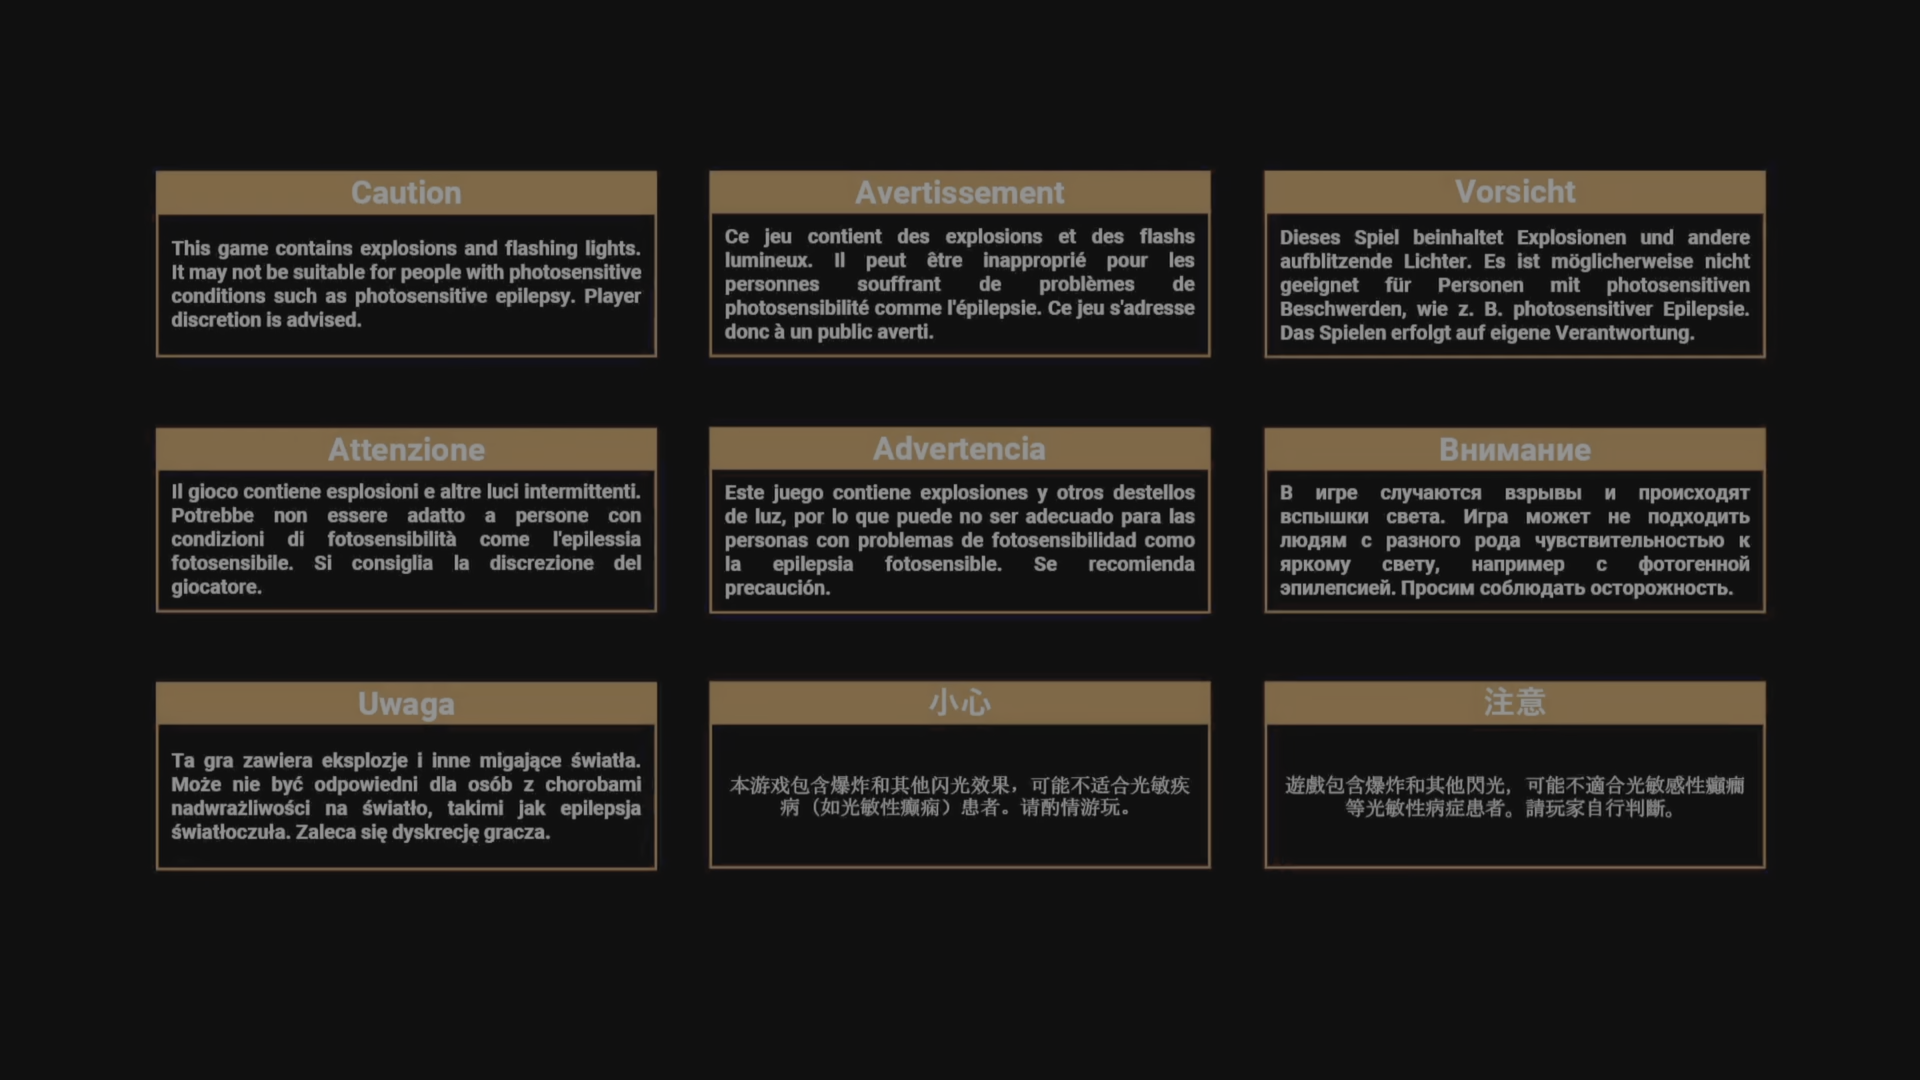 Caution
This game contains explosions and flashing lights.
It may not be suitable for people with photosensitive
conditions such as photosensitive epilepsy. Player
discretion is advised.
Avertissement
Ce jeu contient des explosions et des flashs
lumineux. Il peut être inapproprié pour les
personnes souffrant de problèmes de
photosensibilité comme l'épilepsie. Ce jeu s'adresse
donc à un public averti.
Vorsicht
Dieses Spiel beinhaltet Explosionen und andere
aufblitzende Lichter. Es ist möglicherweise nicht
geeignet für Personen mit photosensitiven
Beschwerden, wie z. B. photosensitiver Epilepsie.
Das Spielen erfolgt auf eigene Verantwortung.
Attenzione
Il gioco contiene esplosioni e altre luci intermittenti.
Potrebbe non essere adatto a persone con
condizioni di fotosensibilità come l'epilessia
fotosensibile. Si consiglia la discrezione del
giocatore.
Advertencia
Este juego contiene explosiones y otros destellos
de luz, por lo que puede no ser adecuado para las
personas con problemas de fotosensibilidad como
la epilepsia fotosensible. Se recomienda
precaución.
Внимание
В игре случаются взрывы и происходят
вспышки света. Игра может не подходить
людям с разного рода чувствительностью к
яркому свету, например с фотогенной
эпилепсией. Просим соблюдать осторожность.
Uwaga
Ta gra zawiera eksplozje i inne migające światła.
Może nie być odpowiedni dla osób z chorobami
nadwrażliwości na światło, takimi jak epilepsja
światłoczuła. Zaleca się dyskrecję gracza.
小心
本游戏包含爆炸和其他闪光效果，可能不适合光敏疾
病（如光敏性癫痫）患者。请酌情游玩。
注意
遊戲包含爆炸和其他閃光，可能不適合光敏感性癲癇
等光敏性病症患者。請玩家自行判斷。